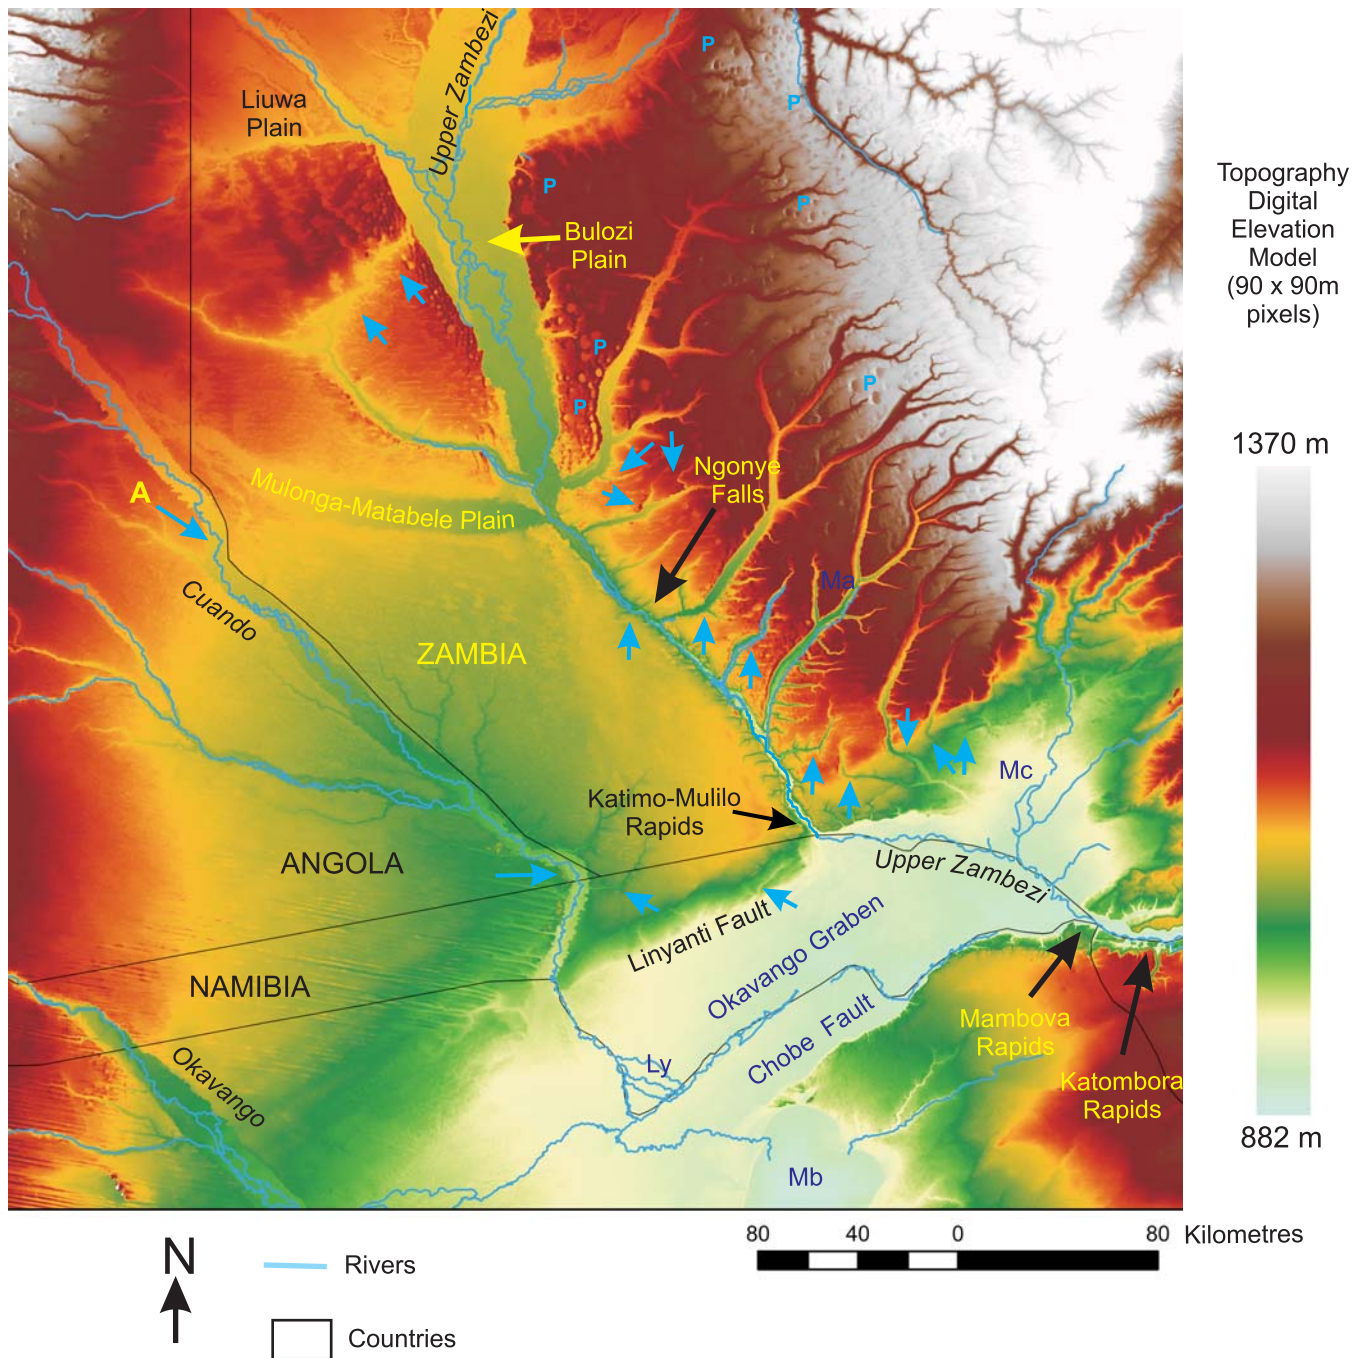 Upper Zambezi
P
P
Liuwa
Plain
P
P
Bulozi
Plain
P
P
P
Topography
Digital
Elevation
Model
(90 x 90m
pixels)
1370 m
882 m
Ngonye
Falls
A
Mulonga-Matabele Plain
Ma
Cuando
ZAMBIA
Mc
Katimo-Mulilo
Rapids
ANGOLA
Upper Zambezi
Linyanti Fault
Okavango Graben
NAMIBIA
Chobe Fault
Mambova
Rapids
Okavango
Ly
Katombora
Rapids
Mb
80 40 0 80 Kilometres
N
Rivers
Countries